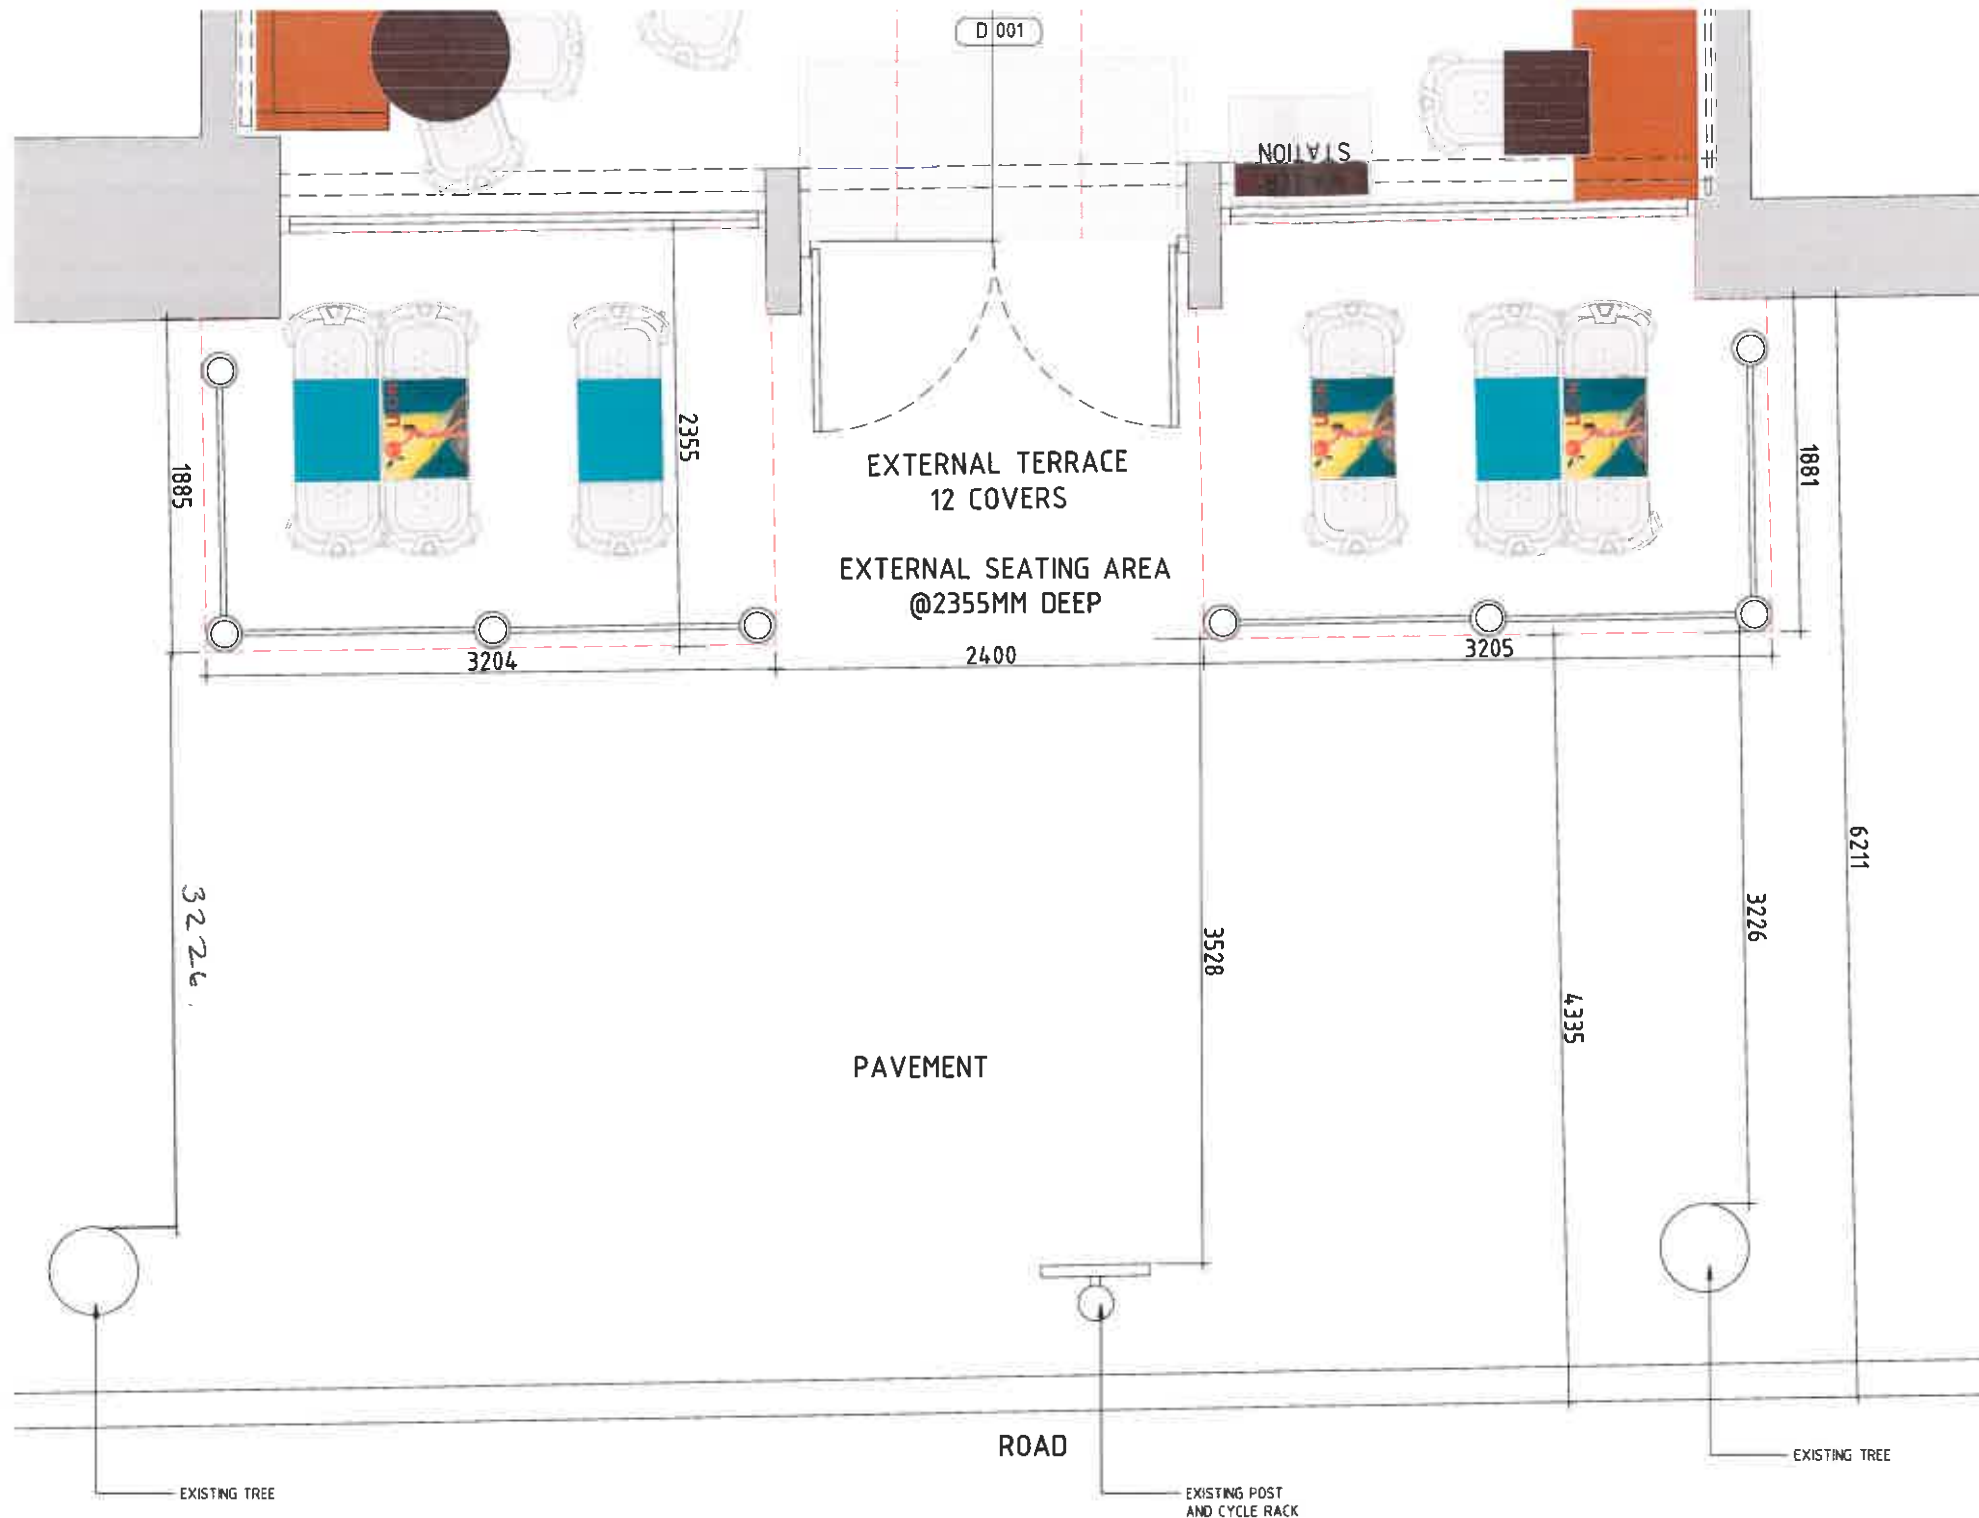 D 001
STATION
2355
1885
1881
EXTERNAL TERRACE
12 COVERS
EXTERNAL SEATING AREA
@2355MM DEEP
3204
2400
3205
6211
3226
3226
3528
4335
PAVEMENT
ROAD
EXISTING TREE
EXISTING TREE
EXISTING POST
AND CYCLE RACK